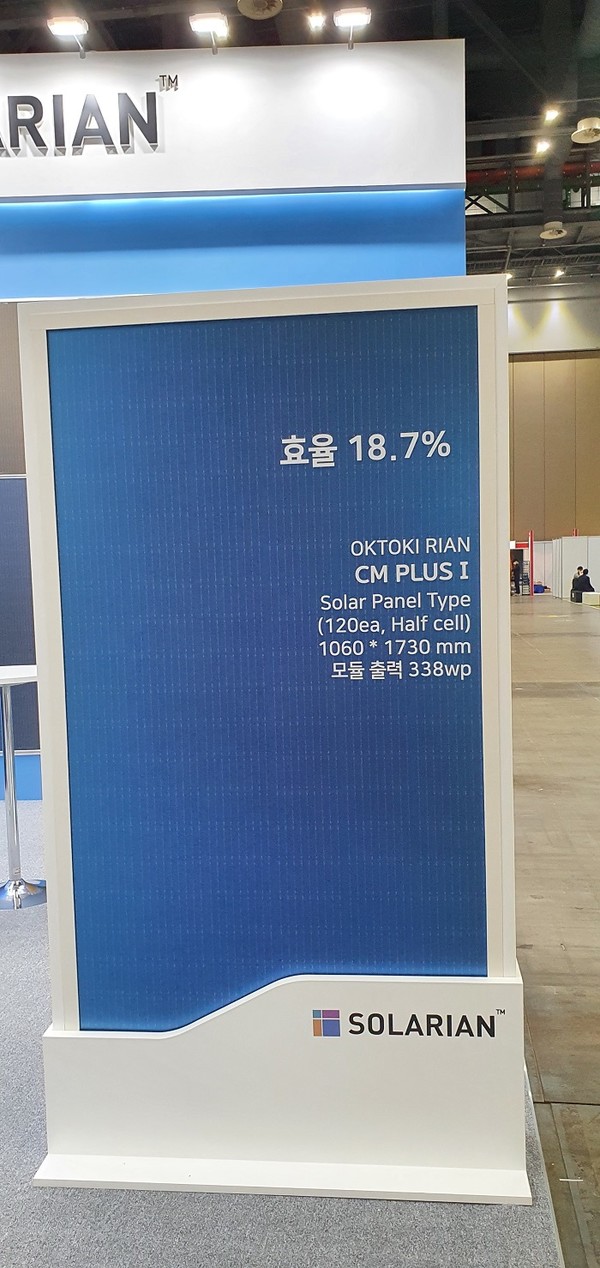 ARIAN™
효율 18.7%
OKTOKI RIAN
CM PLUS I
Solar Panel Type
(120ea, Half cell)
1060 * 1730 mm
모듈 출력 338wp
SOLARIAN™